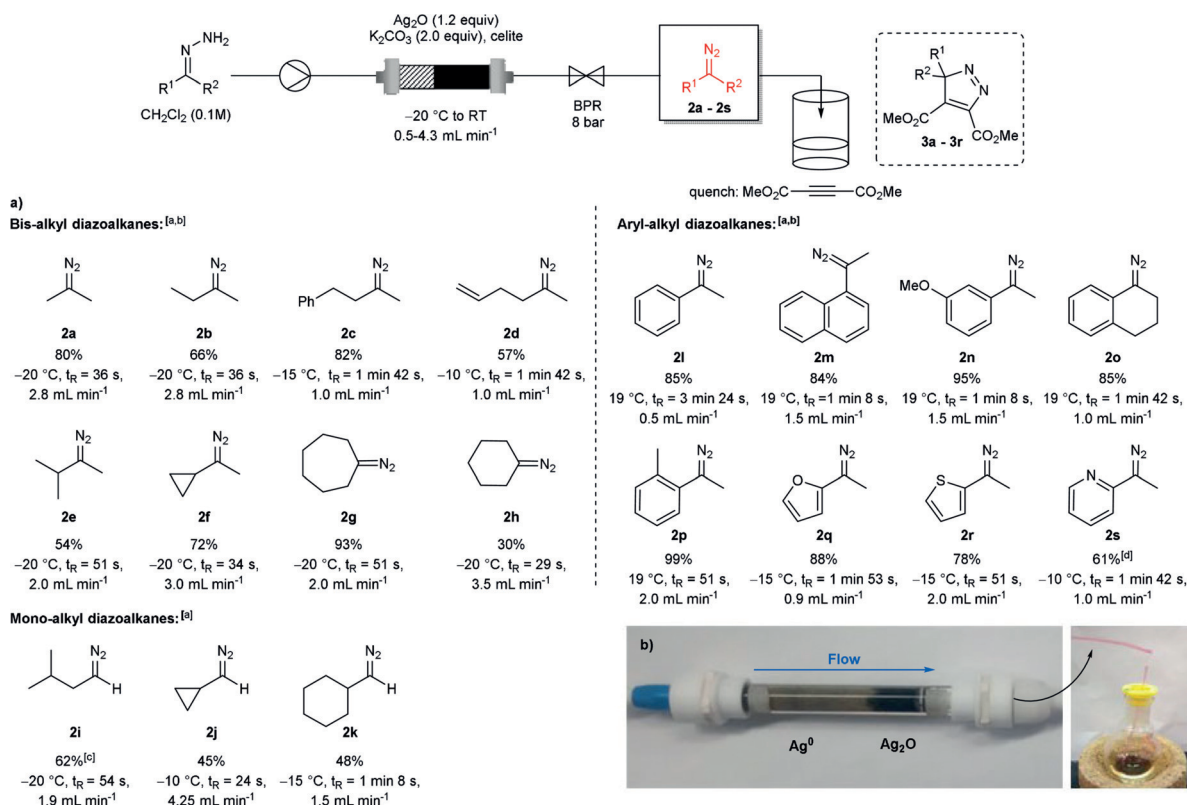 Ag₂O (1.2 equiv)
K₂CO₃ (2.0 equiv), celite
N NH₂
R¹ R²
CH₂Cl₂ (0.1M)
−20 °C to RT
0.5-4.3 mL min⁻¹
BPR
8 bar
N₂
R¹ R²
2a - 2s
R¹
R² N
N
MeO₂C
CO₂Me
3a - 3r
quench: MeO₂C CO₂Me
a)
Bis-alkyl diazoalkanes:[a,b]
N₂ N₂ N₂ N₂
Ph
2a 2b 2c 2d
80% 66% 82% 57%
−20 °C, tR = 36 s, −20 °C, tR = 36 s, −15 °C, tR = 1 min 42 s, −10 °C, tR = 1 min 42 s,
2.8 mL min⁻¹ 2.8 mL min⁻¹ 1.0 mL min⁻¹ 1.0 mL min⁻¹
N₂ N₂ N₂ N₂
2e 2f 2g 2h
54% 72% 93% 30%
−20 °C, tR = 51 s, −20 °C, tR = 34 s, −20 °C, tR = 51 s, −20 °C, tR = 29 s,
2.0 mL min⁻¹ 3.0 mL min⁻¹ 2.0 mL min⁻¹ 3.5 mL min⁻¹
Mono-alkyl diazoalkanes:[a]
N₂ N₂ N₂
H H H
2i 2j 2k
62%[c] 45% 48%
−20 °C, tR = 54 s, −10 °C, tR = 24 s, −15 °C, tR = 1 min 8 s,
1.9 mL min⁻¹ 4.25 mL min⁻¹ 1.5 mL min⁻¹
Aryl-alkyl diazoalkanes:[a,b]
N₂ N₂ N₂ N₂
MeO
2l 2m 2n 2o
85% 84% 95% 85%
19 °C, tR = 3 min 24 s, 19 °C, tR =1 min 8 s, 19 °C, tR = 1 min 8 s, 19 °C, tR = 1 min 42 s,
0.5 mL min⁻¹ 1.5 mL min⁻¹ 1.5 mL min⁻¹ 1.0 mL min⁻¹
N₂ N₂ N₂ N₂
O S N
2p 2q 2r 2s
99% 88% 78% 61%[d]
19 °C, tR = 51 s, −15 °C, tR = 1 min 53 s, −15 °C, tR = 51 s, −10 °C, tR = 1 min 42 s,
2.0 mL min⁻¹ 0.9 mL min⁻¹ 2.0 mL min⁻¹ 1.0 mL min⁻¹
b)
Flow
Ag⁰ Ag₂O